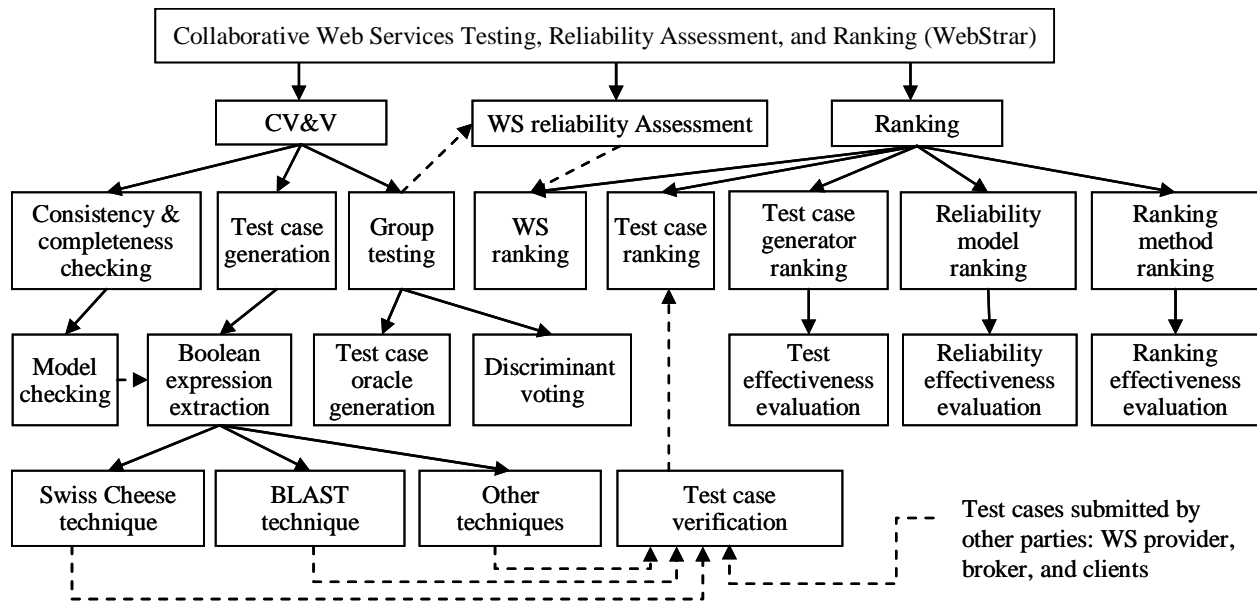 Collaborative Web Services Testing, Reliability Assessment, and Ranking (WebStrar)
CV&V
WS reliability Assessment
Ranking
Consistency &
completeness
checking
Test case
generation
Group
testing
WS
ranking
Test case
ranking
Test case
generator
ranking
Reliability
model
ranking
Ranking
method
ranking
Model
checking
Boolean
expression
extraction
Test case
oracle
generation
Discriminant
voting
Test
effectiveness
evaluation
Reliability
effectiveness
evaluation
Ranking
effectiveness
evaluation
Swiss Cheese
technique
BLAST
technique
Other
techniques
Test case
verification
Test cases submitted by
other parties: WS provider,
broker, and clients